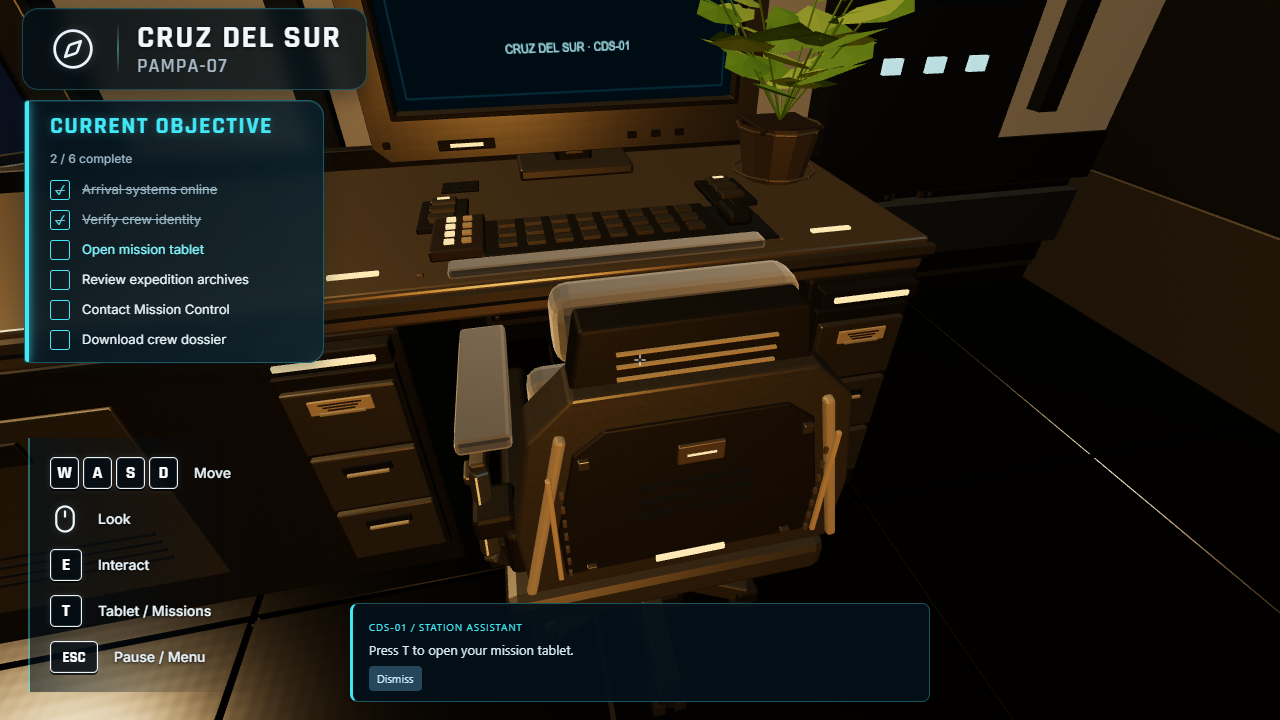 CRUZ DEL SUR
PAMPA-07
CRUZ DEL SUR · CDS-01
CURRENT OBJECTIVE
2 / 6 complete
Arrival systems online
Verify crew identity
Open mission tablet
Review expedition archives
Contact Mission Control
Download crew dossier
W A S D Move
Look
E Interact
T Tablet / Missions
ESC Pause / Menu
CDS-01 / STATION ASSISTANT
Press T to open your mission tablet.
Dismiss